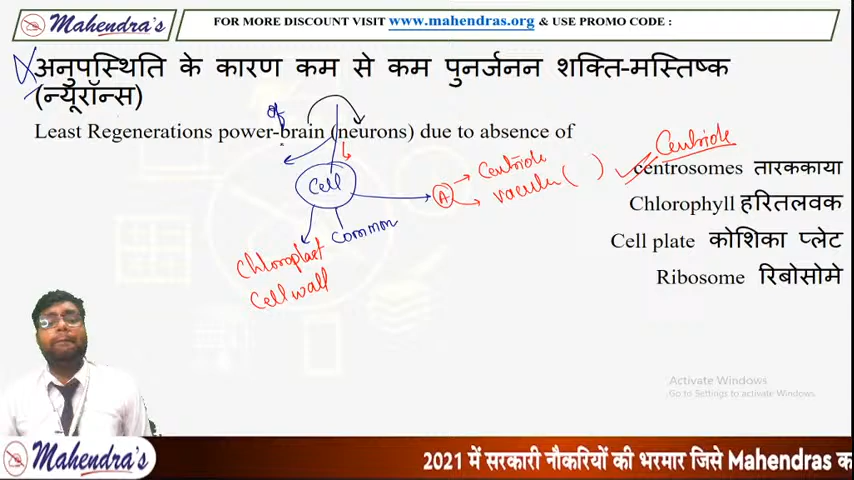 Mahendra's
FOR MORE DISCOUNT VISIT www.mahendras.org & USE PROMO CODE :
Mahendra's
अनुपस्थिति के कारण कम से कम पुनर्जनन शक्ति-मस्तिष्क
(न्यूरॉन्स)
of
Least Regenerations power-brain (neurons) due to absence of
Centriole
centrosomes तारककाया
Chlorophyll हरितलवक
Cell plate कोशिका प्लेट
Ribosome रिबोसोमे
Cell
A
Centriole
vacuole ( )
Common
Chloroplast
Cell wall
Activate Windows
Go to Settings to activate Windows.
Mahendra's
2021 में सरकारी नौकरियों की भरमार जिसे Mahendras क